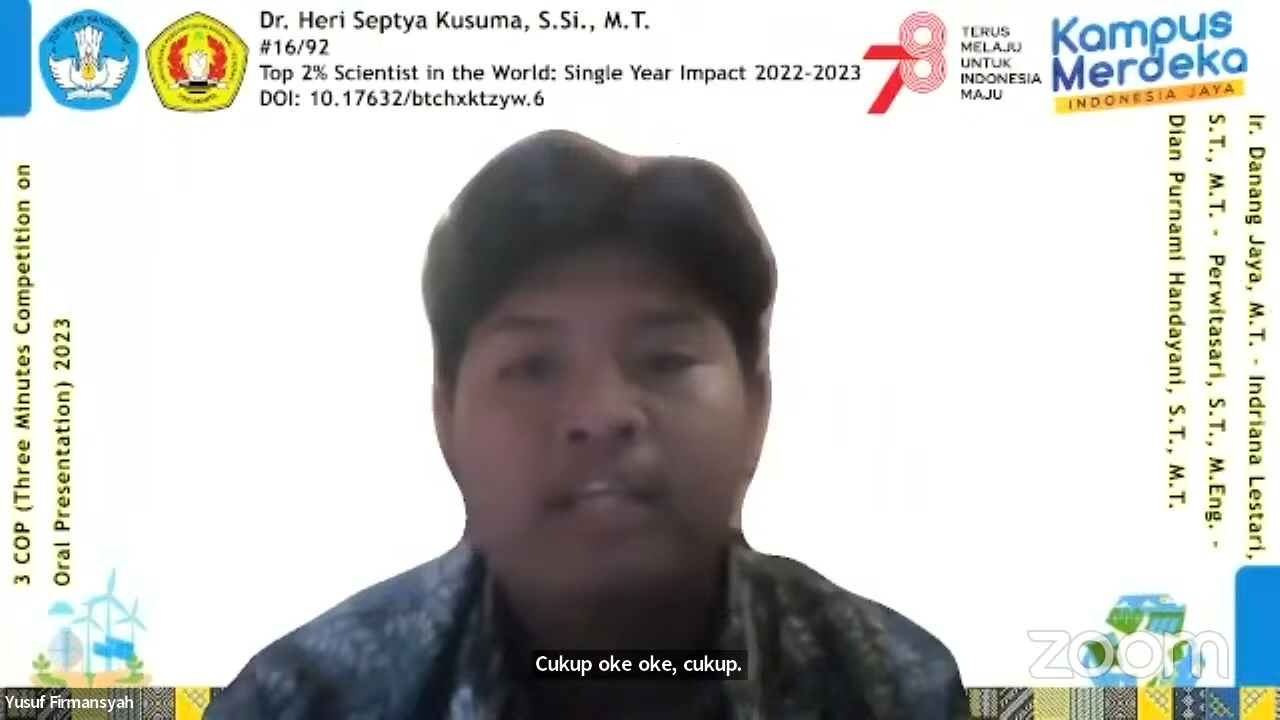 Dr. Heri Septya Kusuma, S.Si., M.T.
#16/92
Top 2% Scientist in the World: Single Year Impact 2022-2023
DOI: 10.17632/btchxktzyw.6
78
TERUS
MELAJU
UNTUK
INDONESIA
MAJU
Kampus
Merdeka
INDONESIA JAYA
3 COP (Three Minutes Competition on
Oral Presentation) 2023
Ir. Danang Jaya, M.T. - Indriana Lestari,
S.T., M.T. - Perwitasari, S.T., M.Eng. -
Dian Purnami Handayani, S.T., M.T.
Cukup oke oke, cukup.
zoom
Yusuf Firmansyah